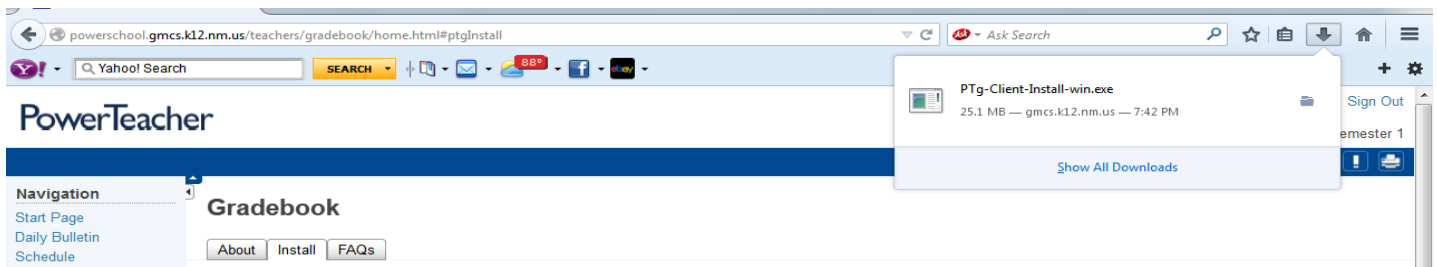 powerschool.gmcs.k12.nm.us/teachers/gradebook/home.html#ptgInstall
Ask Search
Yahoo! Search
SEARCH
88°
ebay
PTg-Client-Install-win.exe
25.1 MB — gmcs.k12.nm.us — 7:42 PM
Show All Downloads
PowerTeacher
Sign Out
emester 1
Navigation
Start Page
Daily Bulletin
Schedule
Gradebook
About Install FAQs